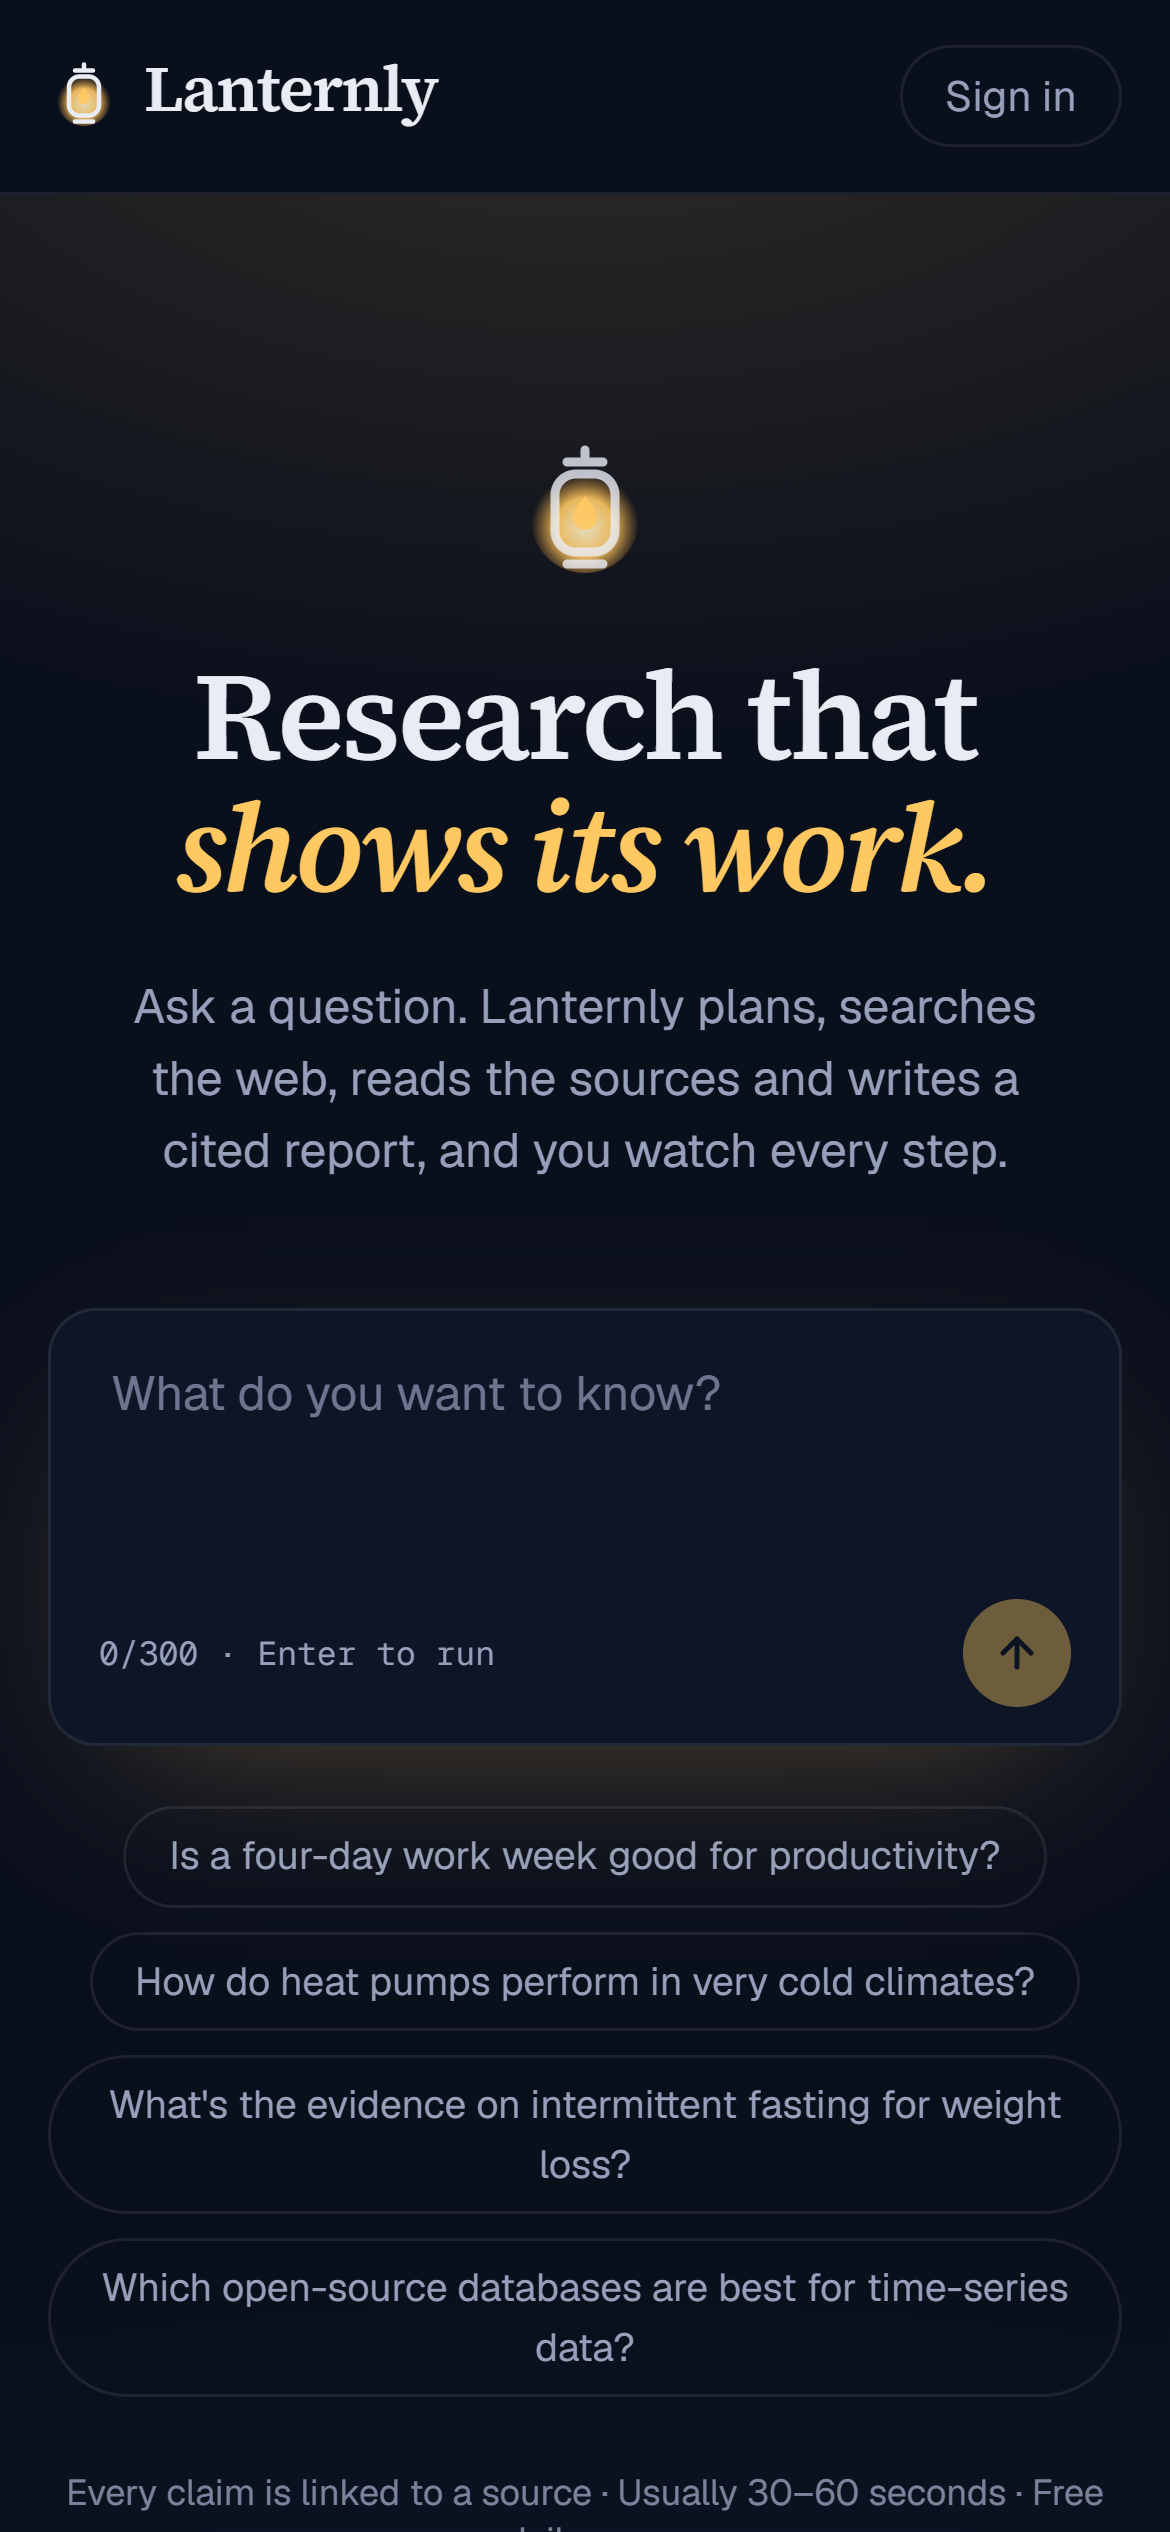 Lanternly
Sign in
Research that
shows its work.
Ask a question. Lanternly plans, searches
the web, reads the sources and writes a
cited report, and you watch every step.
What do you want to know?
0/300 · Enter to run
Is a four-day work week good for productivity?
How do heat pumps perform in very cold climates?
What's the evidence on intermittent fasting for weight
loss?
Which open-source databases are best for time-series
data?
Every claim is linked to a source · Usually 30–60 seconds · Free